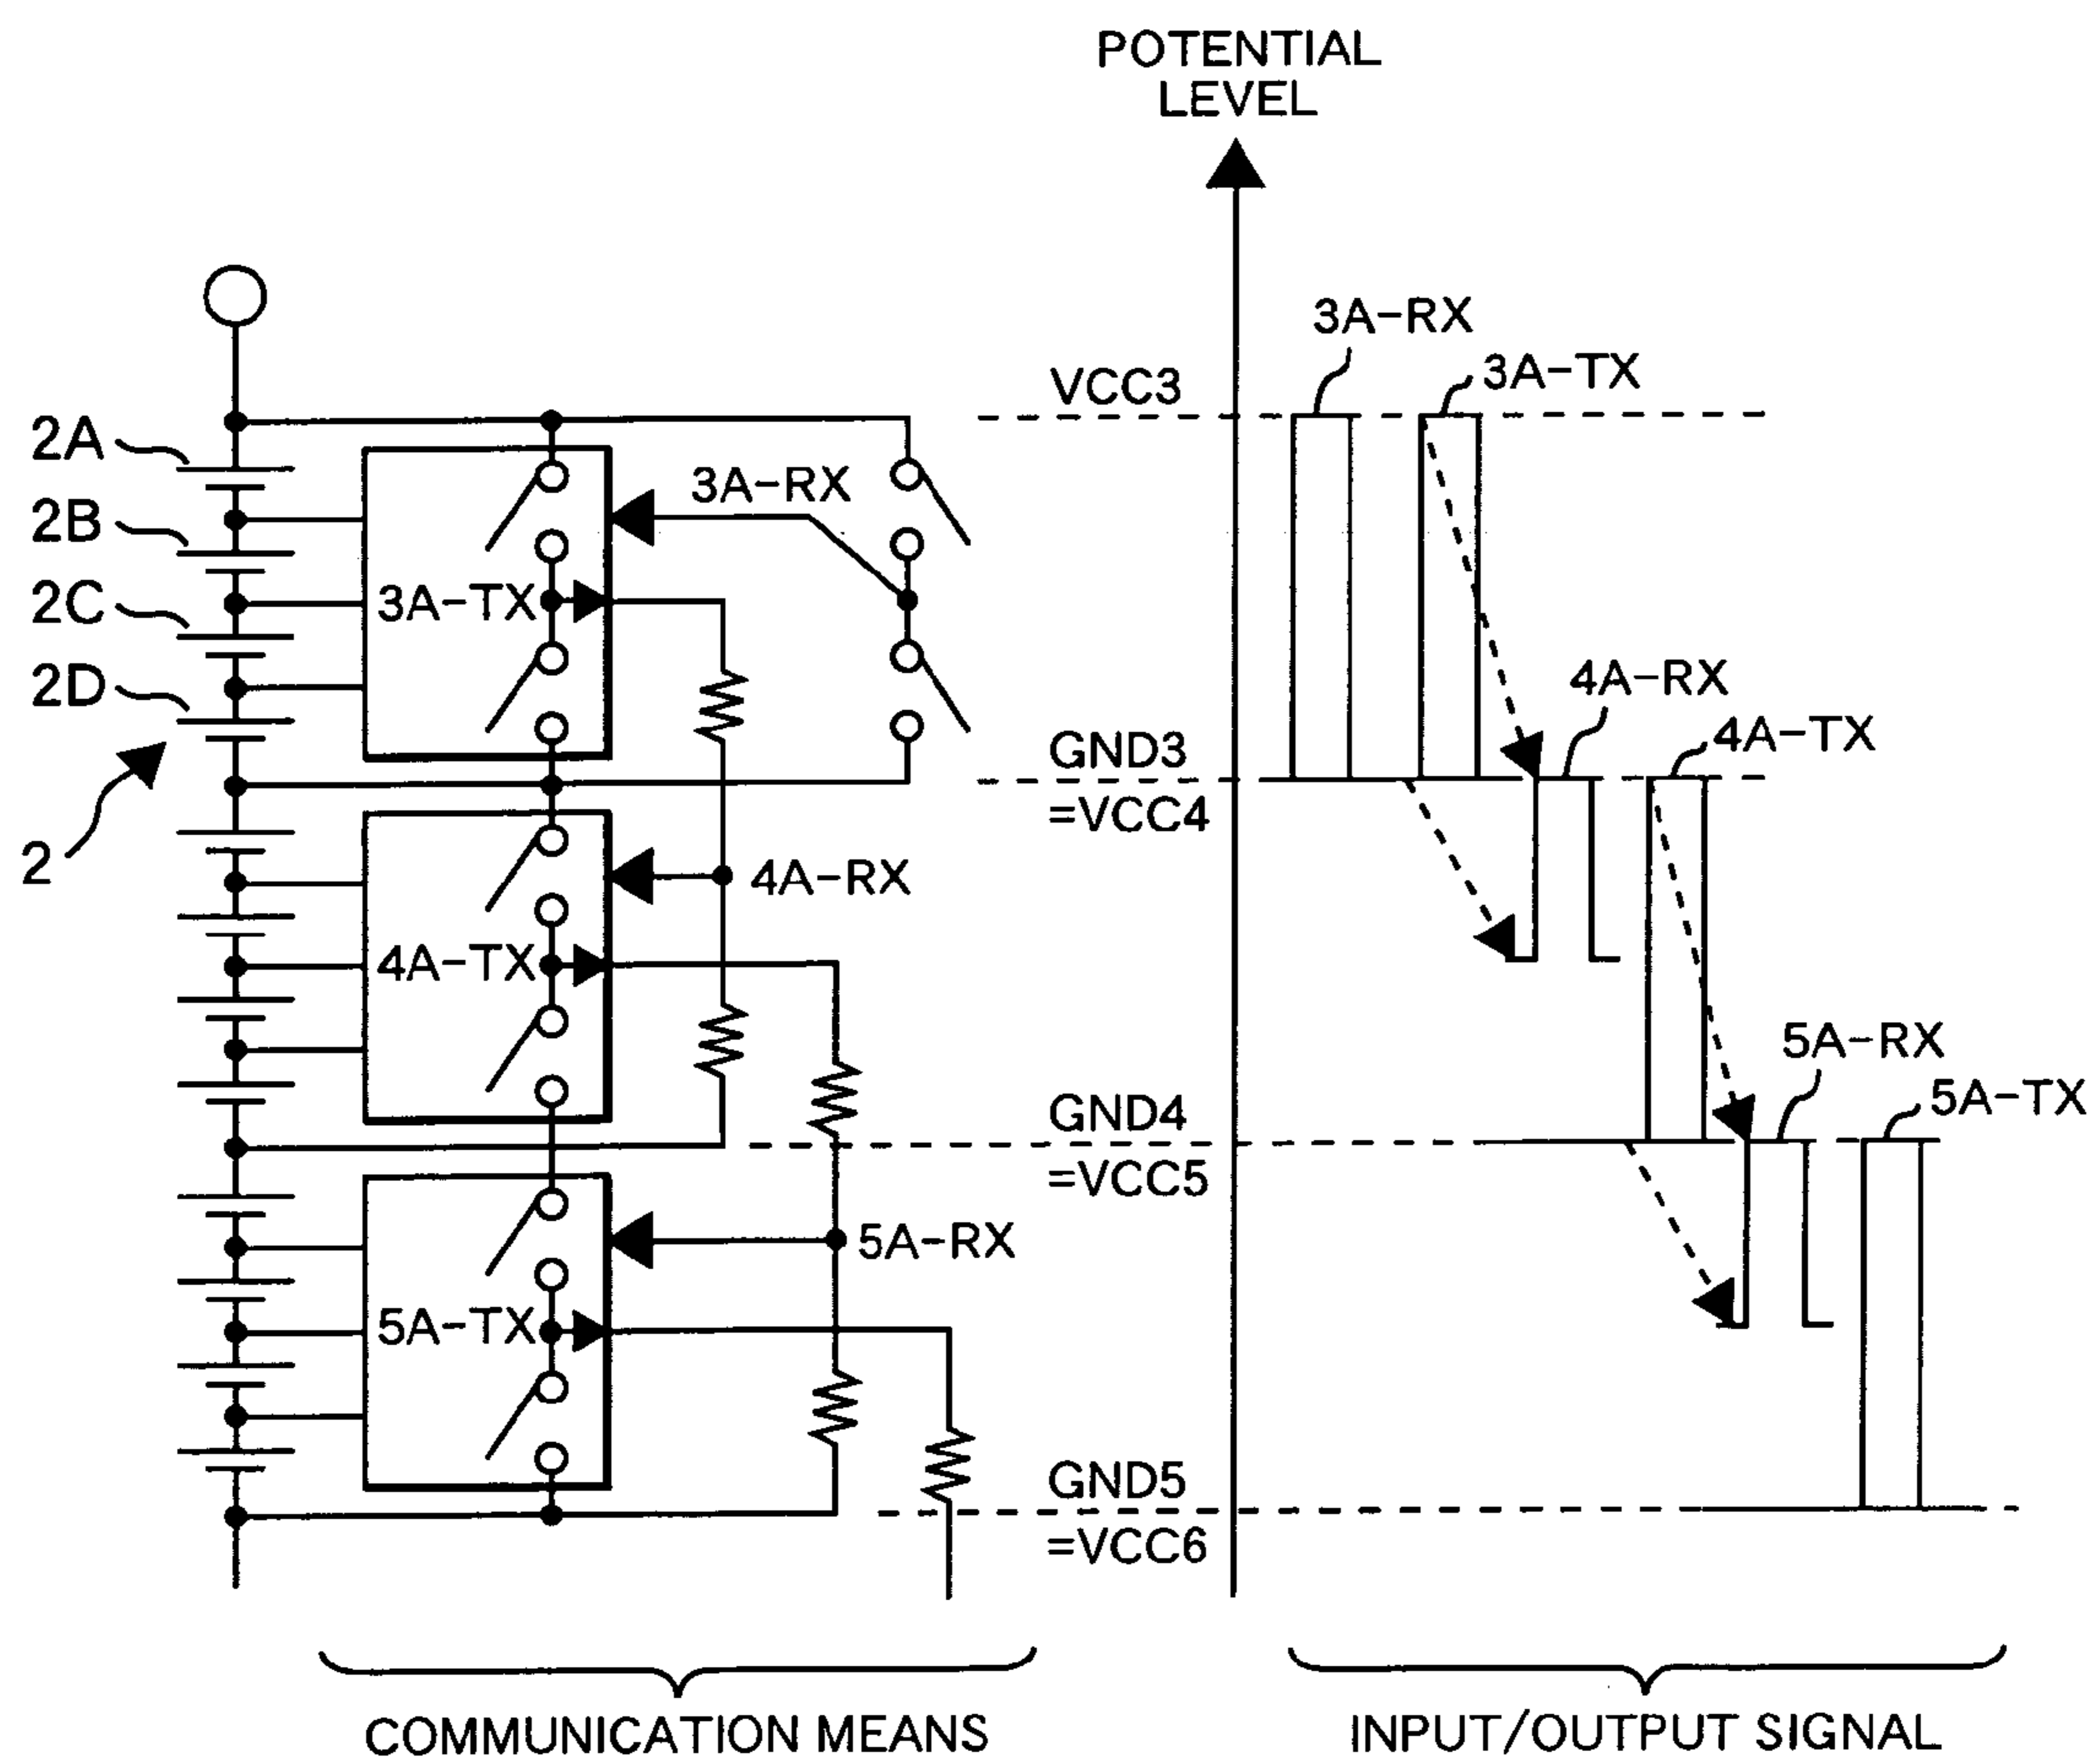 POTENTIAL
LEVEL
3A-RX
3A-TX
VCC3
2A
2B
2C
2D
2
3A-RX
3A-TX
4A-RX
4A-TX
GND3
=VCC4
4A-RX
4A-TX
5A-RX
5A-TX
GND4
=VCC5
5A-RX
5A-TX
GND5
=VCC6
COMMUNICATION MEANS
INPUT/OUTPUT SIGNAL